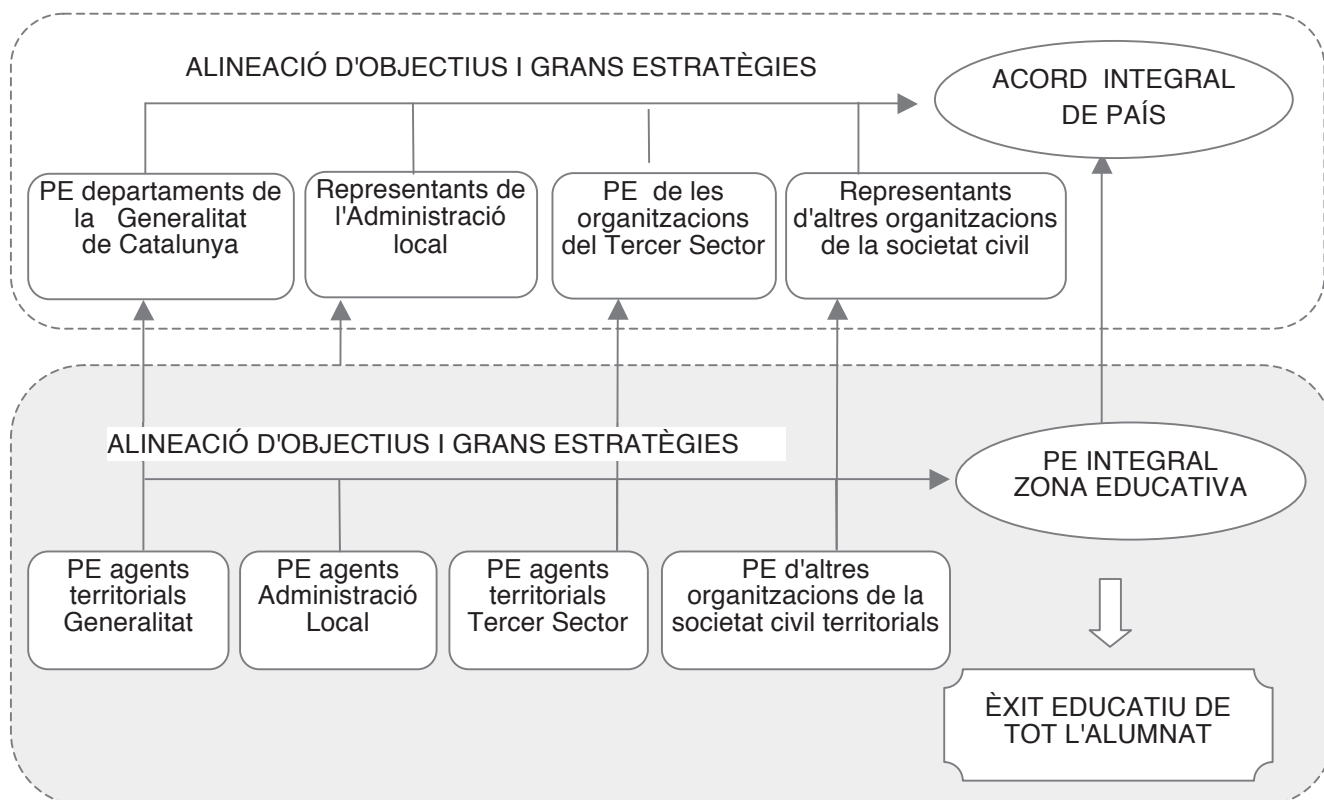 ALINEACIÓ D'OBJECTIUS I GRANS ESTRATÈGIES
ACORD INTEGRAL
DE PAÍS
PE departaments de
la Generalitat
de Catalunya
Representants de
l'Administració
local
PE de les
organitzacions
del Tercer Sector
Representants
d'altres organitzacions
de la societat civil
ALINEACIÓ D'OBJECTIUS I GRANS ESTRATÈGIES
PE INTEGRAL
ZONA EDUCATIVA
PE agents
territorials
Generalitat
PE agents
Administració
Local
PE agents
territorials
Tercer Sector
PE d'altres
organitzacions de la
societat civil territorials
ÈXIT EDUCATIU DE
TOT L'ALUMNAT